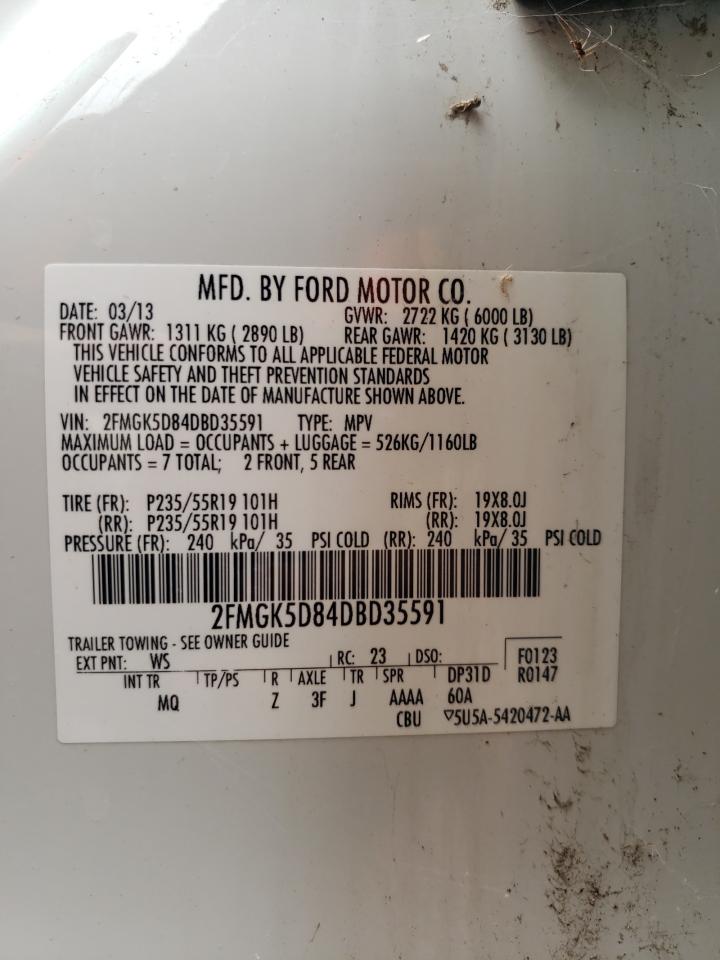 MFD. BY FORD MOTOR CO.
DATE: 03/13 GVWR: 2722 KG ( 6000 LB)
FRONT GAWR: 1311 KG ( 2890 LB) REAR GAWR: 1420 KG ( 3130 LB)
THIS VEHICLE CONFORMS TO ALL APPLICABLE FEDERAL MOTOR
VEHICLE SAFETY AND THEFT PREVENTION STANDARDS
IN EFFECT ON THE DATE OF MANUFACTURE SHOWN ABOVE.
VIN: 2FMGK5D84DBD35591 TYPE: MPV
MAXIMUM LOAD = OCCUPANTS + LUGGAGE = 526KG/1160LB
OCCUPANTS = 7 TOTAL; 2 FRONT, 5 REAR
TIRE (FR): P235/55R19 101H RIMS (FR): 19X8.0J
(RR): P235/55R19 101H (RR): 19X8.0J
PRESSURE (FR): 240 kPa/ 35 PSI COLD (RR): 240 kPa/ 35 PSI COLD
2FMGK5D84DBD35591
TRAILER TOWING - SEE OWNER GUIDE
EXT PNT: WS RC: 23 DSO: F0123
INT TR TP/PS R AXLE TR SPR DP31D R0147
MQ Z 3F J AAAA 60A
CBU ▽5U5A-5420472-AA